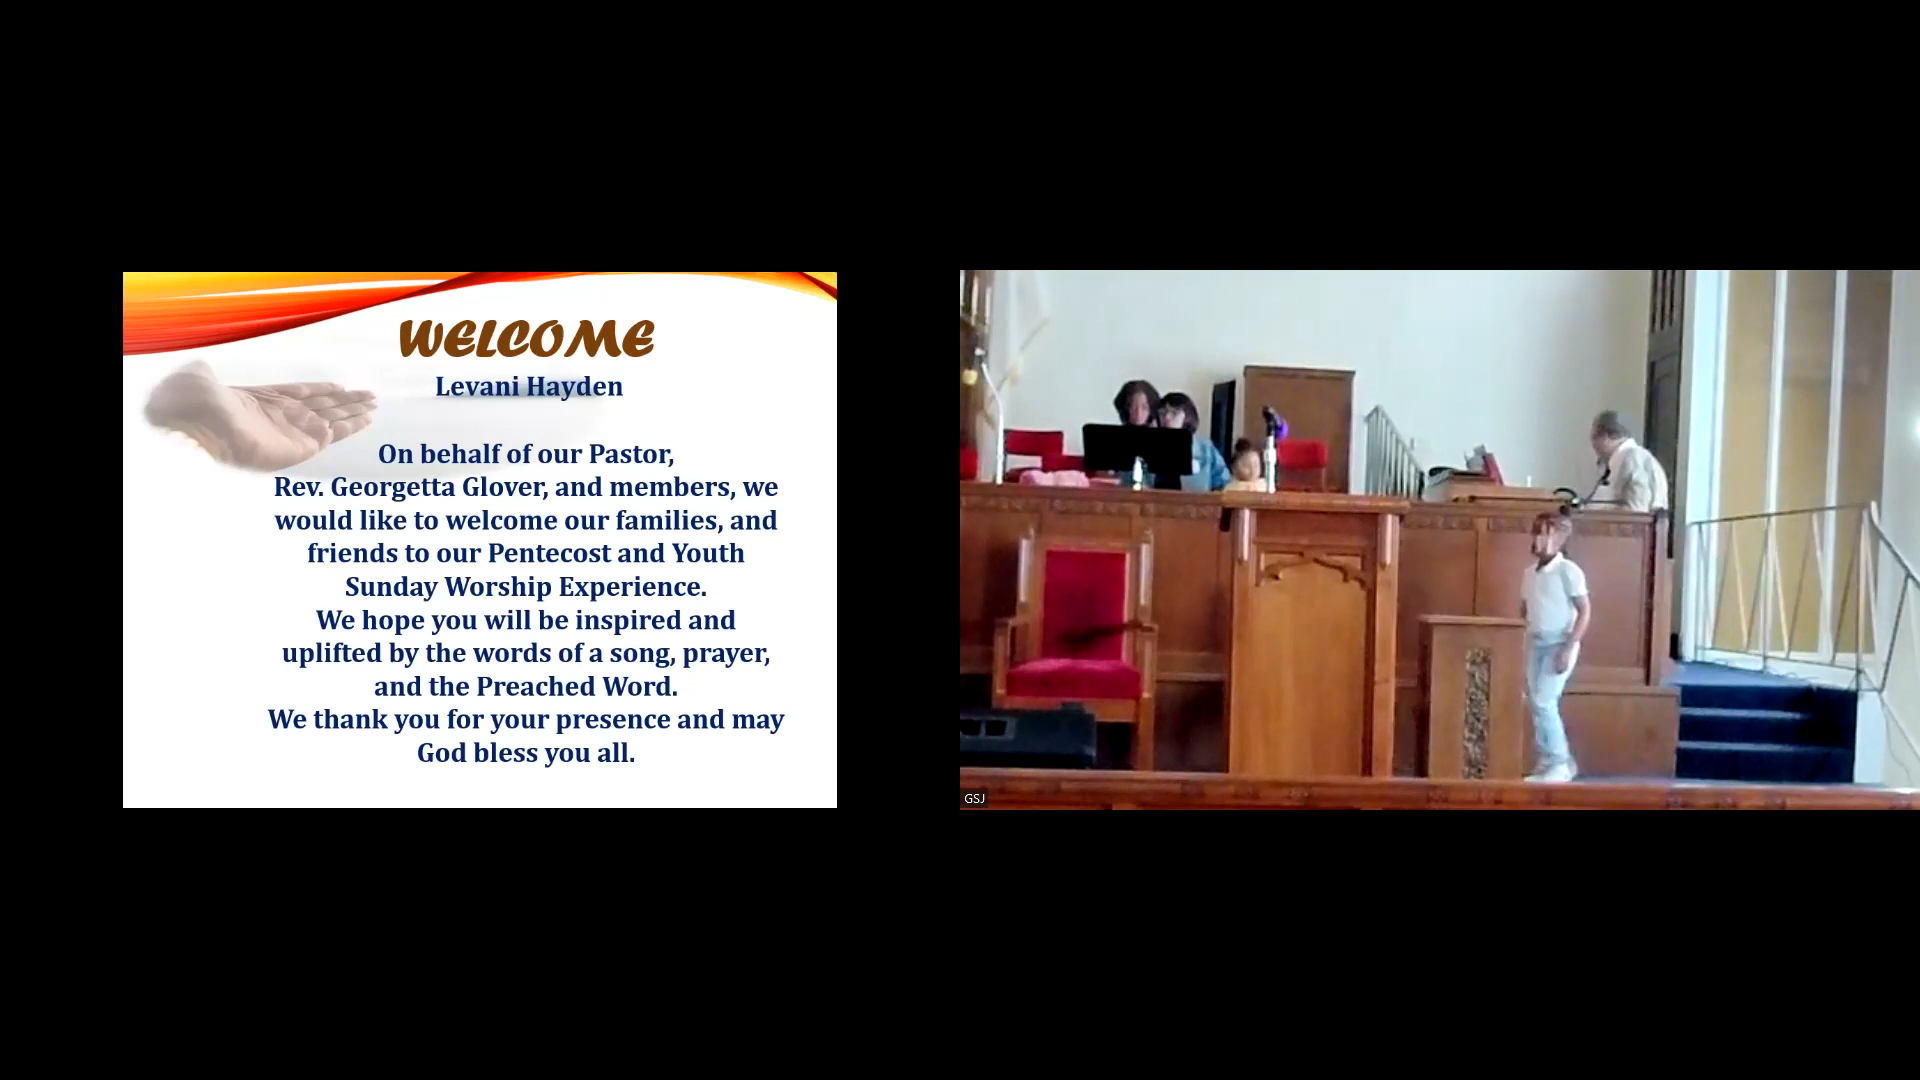 WELCOME
Levani Hayden
On behalf of our Pastor,
Rev. Georgetta Glover, and members, we
would like to welcome our families, and
friends to our Pentecost and Youth
Sunday Worship Experience.
We hope you will be inspired and
uplifted by the words of a song, prayer,
and the Preached Word.
We thank you for your presence and may
God bless you all.
GSJ